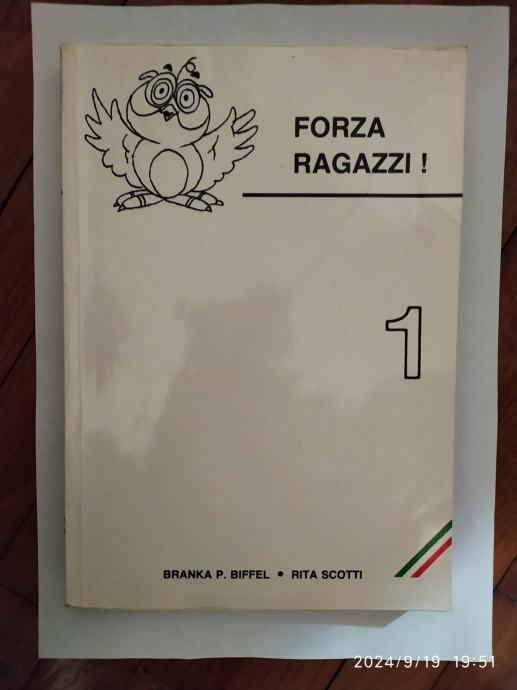 FORZA
RAGAZZI !
1
BRANKA P. BIFFEL • RITA SCOTTI
2024/9/19 19:51